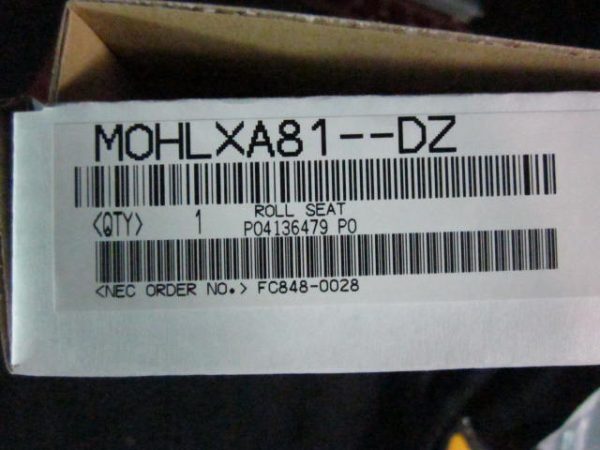 MOHLXA81--DZ
<QTY> 1 ROLL SEAT
P04136479 P0
<NEC ORDER NO.> FC848-0028